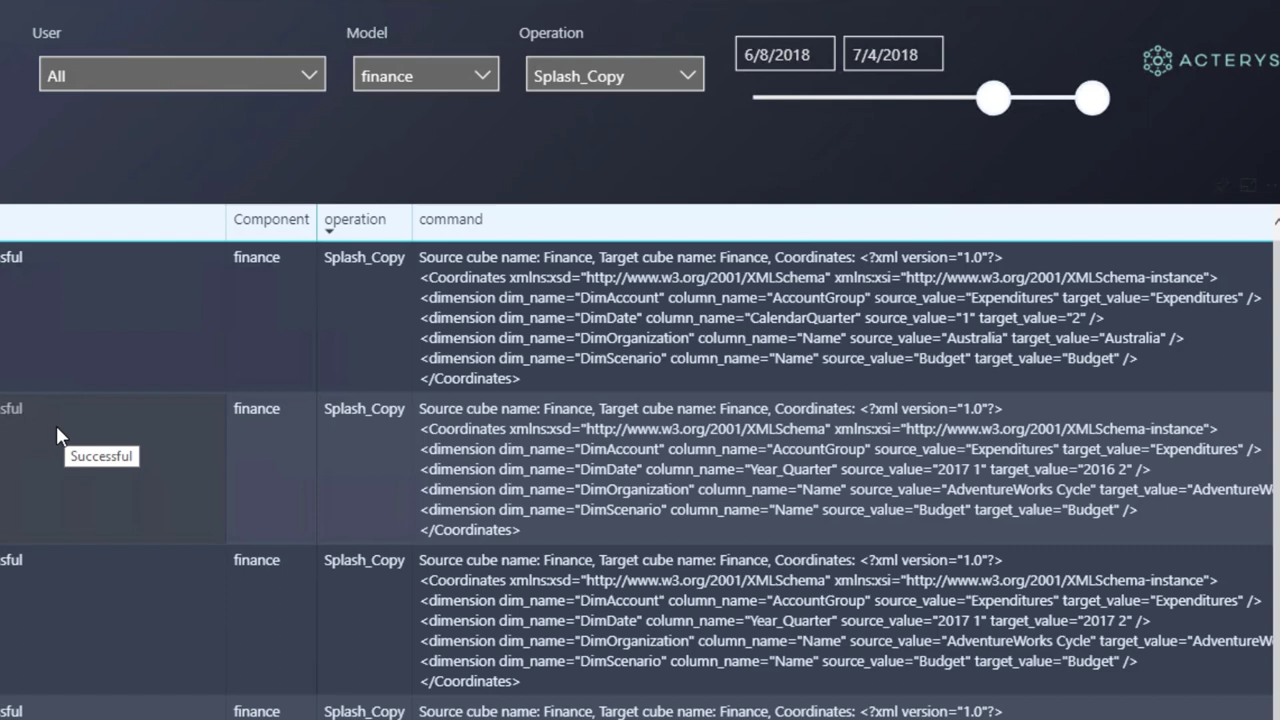 User
Model
Operation
All
finance
Splash_Copy
6/8/2018
7/4/2018
ACTERYS
Component
operation
command
sful
finance
Splash_Copy
Source cube name: Finance, Target cube name: Finance, Coordinates: <?xml version="1.0"?>
<Coordinates xmlns:xsd="http://www.w3.org/2001/XMLSchema" xmlns:xsi="http://www.w3.org/2001/XMLSchema-instance">
<dimension dim_name="DimAccount" column_name="AccountGroup" source_value="Expenditures" target_value="Expenditures" />
<dimension dim_name="DimDate" column_name="CalendarQuarter" source_value="1" target_value="2" />
<dimension dim_name="DimOrganization" column_name="Name" source_value="Australia" target_value="Australia" />
<dimension dim_name="DimScenario" column_name="Name" source_value="Budget" target_value="Budget" />
</Coordinates>
sful
Successful
finance
Splash_Copy
Source cube name: Finance, Target cube name: Finance, Coordinates: <?xml version="1.0"?>
<Coordinates xmlns:xsd="http://www.w3.org/2001/XMLSchema" xmlns:xsi="http://www.w3.org/2001/XMLSchema-instance">
<dimension dim_name="DimAccount" column_name="AccountGroup" source_value="Expenditures" target_value="Expenditures" />
<dimension dim_name="DimDate" column_name="Year_Quarter" source_value="2017 1" target_value="2016 2" />
<dimension dim_name="DimOrganization" column_name="Name" source_value="AdventureWorks Cycle" target_value="AdventureW
<dimension dim_name="DimScenario" column_name="Name" source_value="Budget" target_value="Budget" />
</Coordinates>
sful
finance
Splash_Copy
Source cube name: Finance, Target cube name: Finance, Coordinates: <?xml version="1.0"?>
<Coordinates xmlns:xsd="http://www.w3.org/2001/XMLSchema" xmlns:xsi="http://www.w3.org/2001/XMLSchema-instance">
<dimension dim_name="DimAccount" column_name="AccountGroup" source_value="Expenditures" target_value="Expenditures" />
<dimension dim_name="DimDate" column_name="Year_Quarter" source_value="2017 1" target_value="2017 2" />
<dimension dim_name="DimOrganization" column_name="Name" source_value="AdventureWorks Cycle" target_value="AdventureW
<dimension dim_name="DimScenario" column_name="Name" source_value="Budget" target_value="Budget" />
</Coordinates>
sful
finance
Splash_Copy
Source cube name: Finance, Target cube name: Finance, Coordinates: <?xml version="1.0"?>